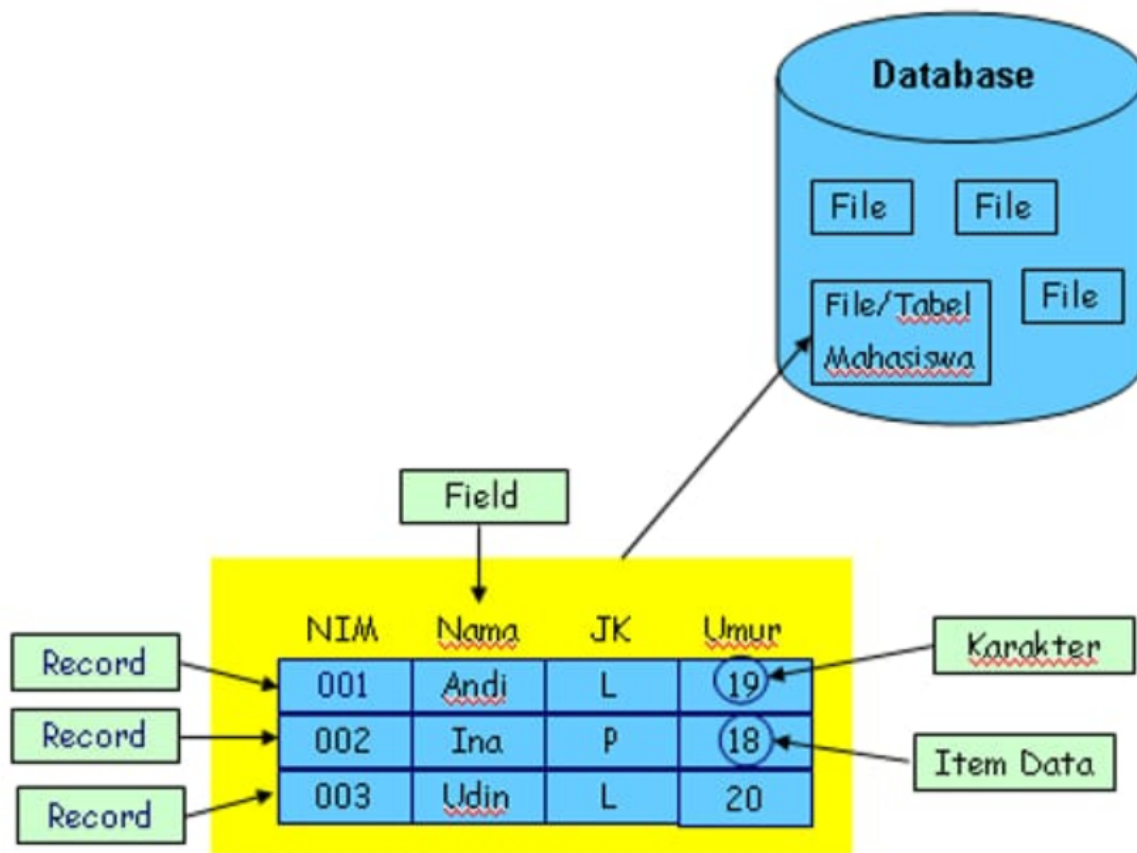 Database
File
File
File/Tabel
Mahasiswa
File
Field
NIM Nama JK Umur
Record
001 Andi L 19
Karakter
Record
002 Ina P 18
Item Data
Record
003 Udin L 20